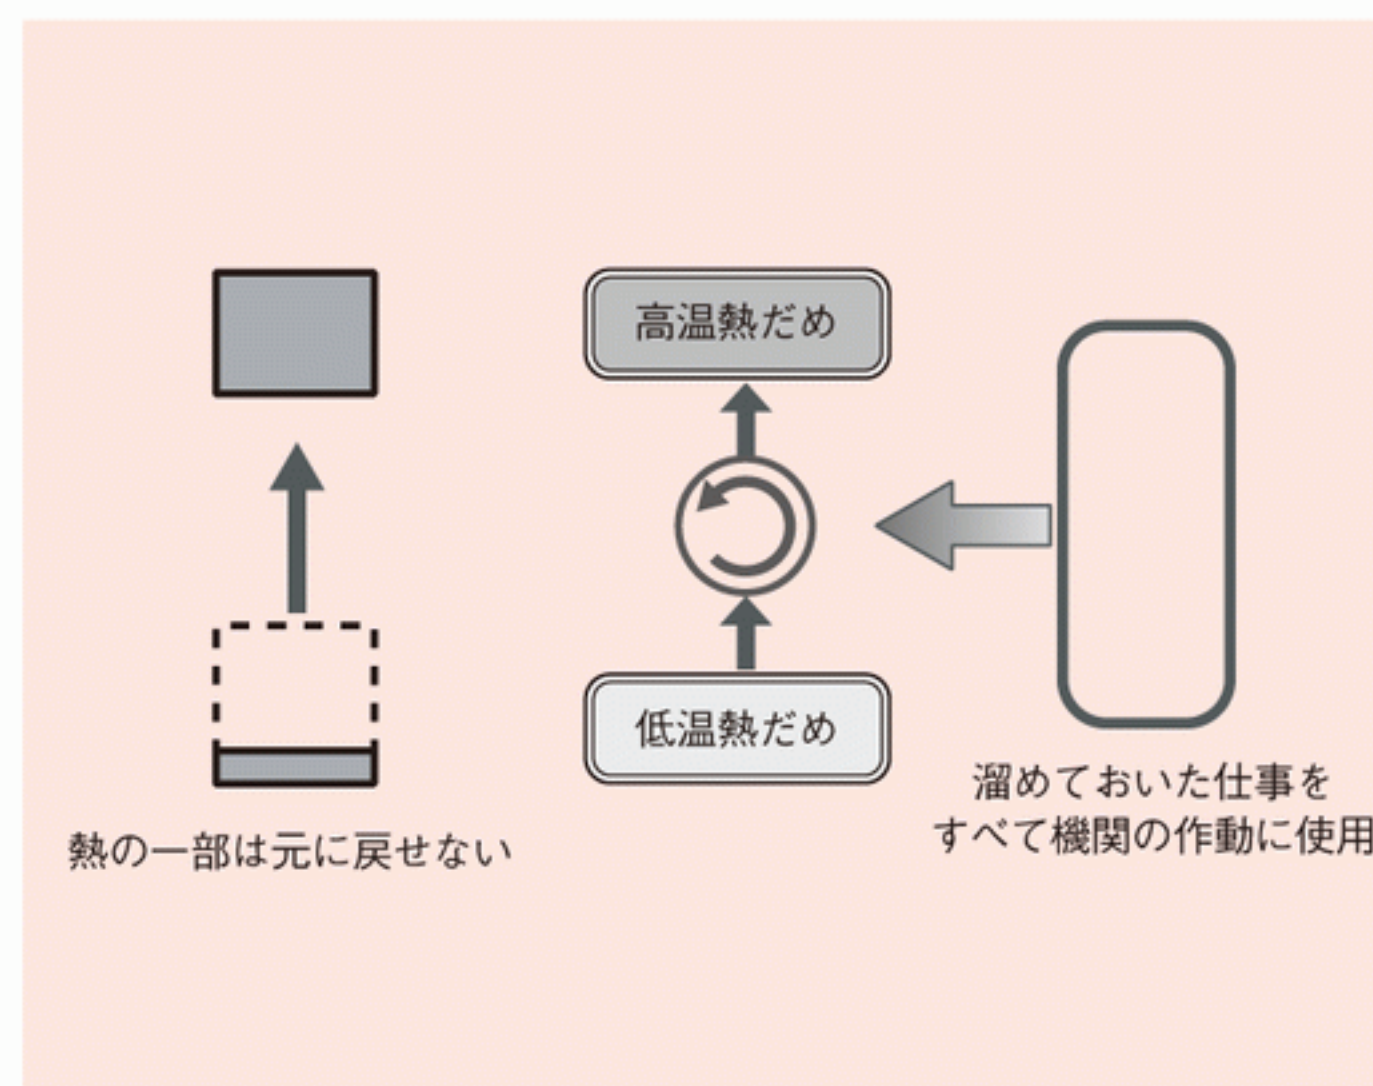 高温熱だめ
低温熱だめ
熱の一部は元に戻せない
溜めておいた仕事を
すべて機関の作動に使用